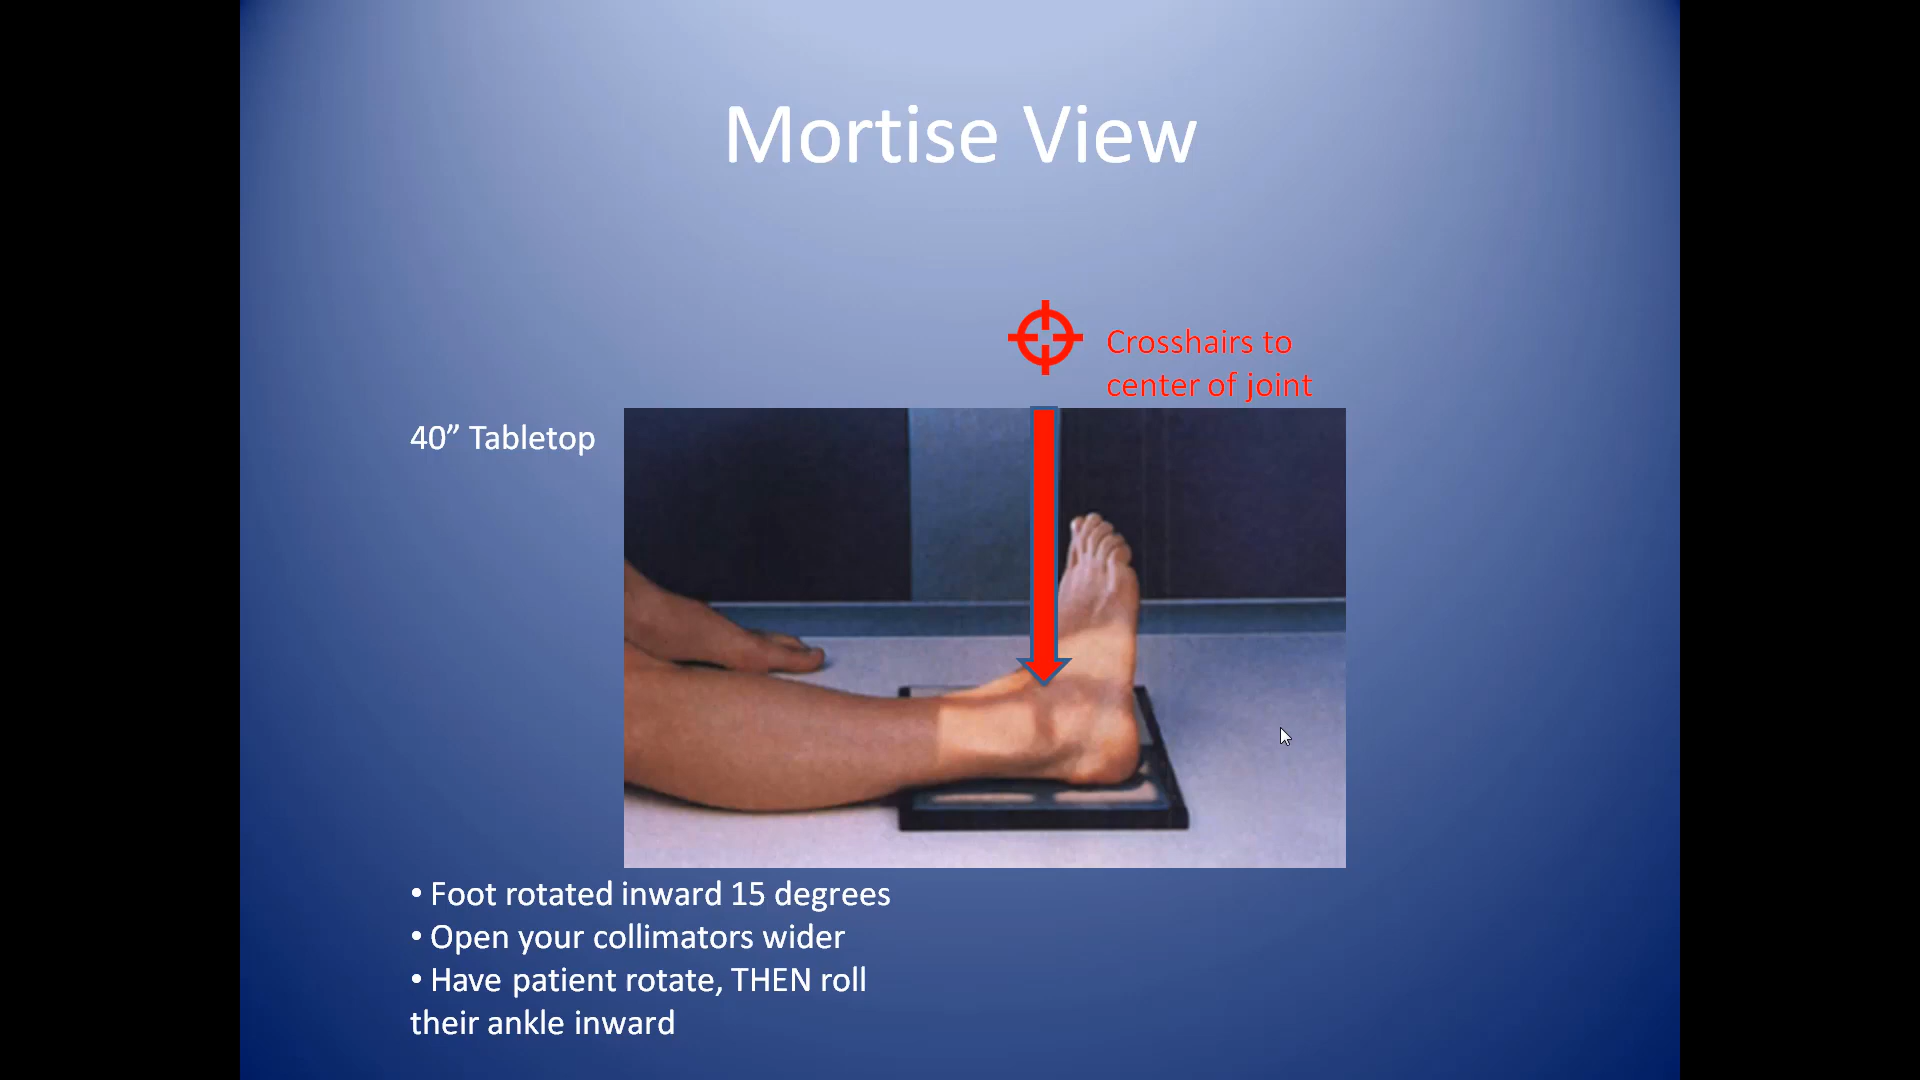 Mortise View
Crosshairs to
center of joint
40” Tabletop
• Foot rotated inward 15 degrees
• Open your collimators wider
• Have patient rotate, THEN roll
their ankle inward